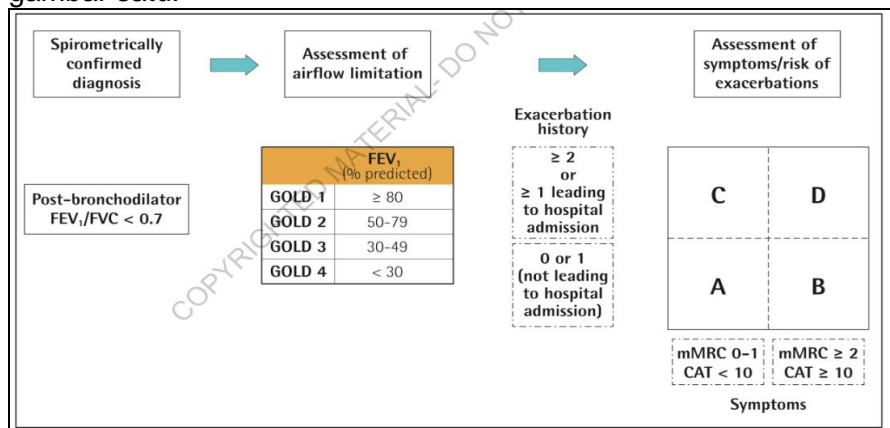 gambar satu.
Spirometrically
confirmed
diagnosis
Assessment of
airflow limitation
Assessment of
symptoms/risk of
exacerbations
Post-bronchodilator
FEV₁/FVC < 0.7
FEV₁
(% predicted)
GOLD 1 ≥ 80
GOLD 2 50-79
GOLD 3 30-49
GOLD 4 < 30
Exacerbation
history
≥ 2
or
≥ 1 leading
to hospital
admission
0 or 1
(not leading
to hospital
admission)
C D
A B
mMRC 0-1 mMRC ≥ 2
CAT < 10 CAT ≥ 10
Symptoms
COPYRIGHTED MATERIAL- DO NOT